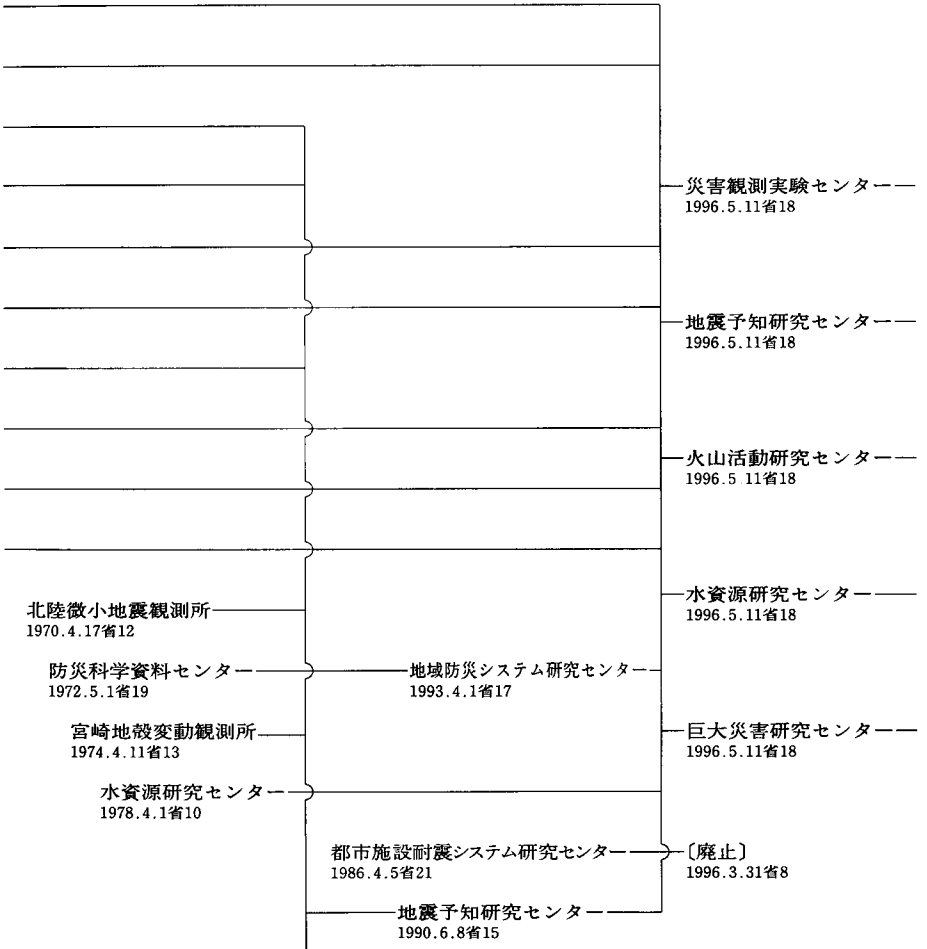 災害観測実験センター
1996.5.11省18
地震予知研究センター
1996.5.11省18
火山活動研究センター
1996.5 11省18
水資源研究センター
1996.5.11省18
北陸微小地震観測所
1970.4.17省12
防災科学資料センター
1972.5.1省19
地域防災システム研究センター
1993.4.1省17
宮崎地殻変動観測所
1974.4.11省13
巨大災害研究センター
1996.5.11省18
水資源研究センター
1978.4.1省10
都市施設耐震システム研究センター
1986.4.5省21
〔廃止〕
1996.3.31省8
地震予知研究センター
1990.6.8省15